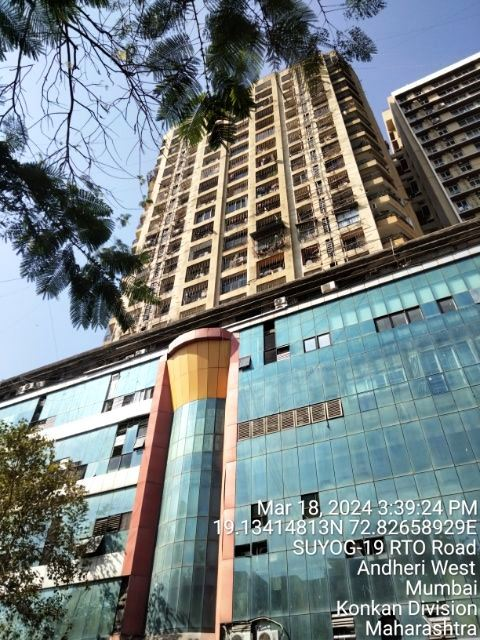 Mar 18, 2024 3:39:24 PM
19.13414813N 72.82658929E
SUYOG-19 RTO Road
Andheri West
Mumbai
Konkan Division
Maharashtra